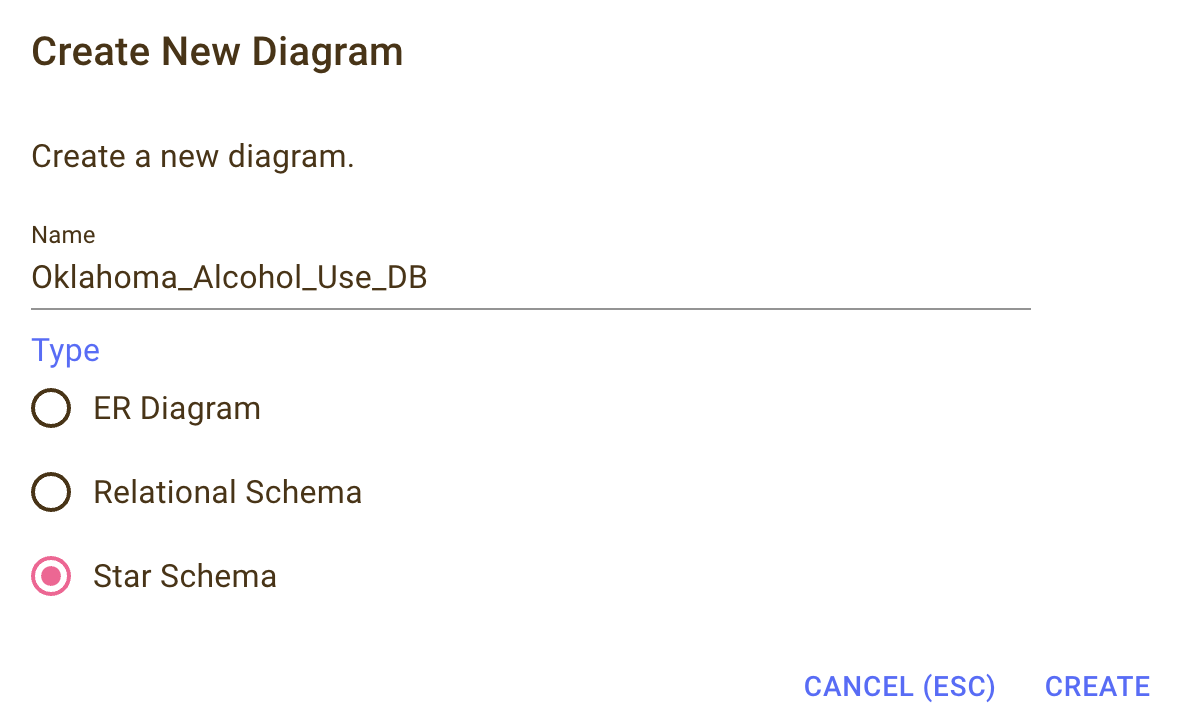 Create New Diagram
Create a new diagram.
Name
Oklahoma_Alcohol_Use_DB
Type
ER Diagram
Relational Schema
Star Schema
CANCEL (ESC) CREATE